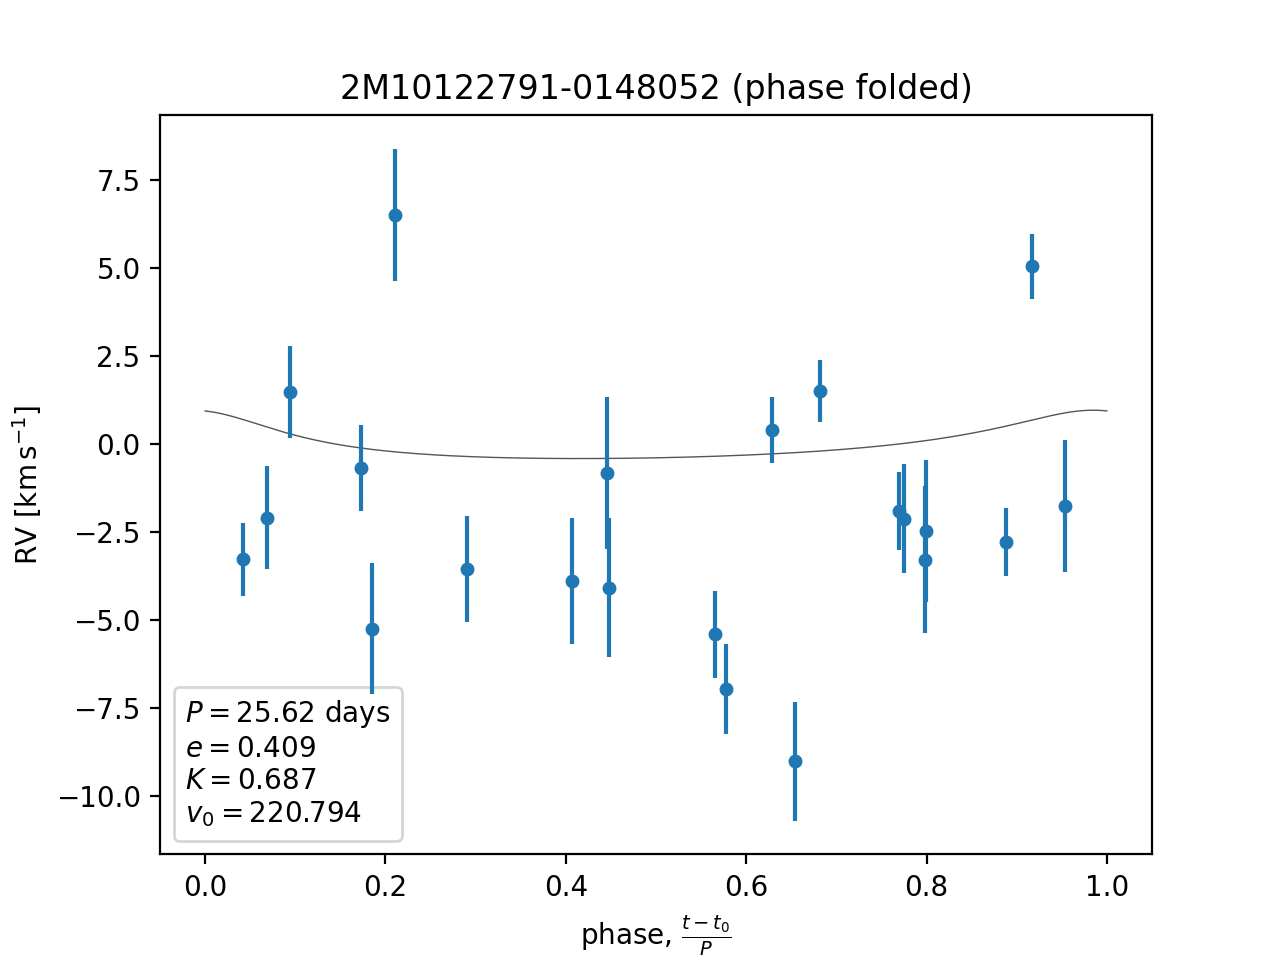 2M10122791-0148052 (phase folded)
RV [km s⁻¹]
7.5
5.0
2.5
0.0
−2.5
−5.0
−7.5
−10.0
P = 25.62 days
e = 0.409
K = 0.687
v₀ = 220.794
0.0 0.2 0.4 0.6 0.8 1.0
phase, (t − t₀)/P